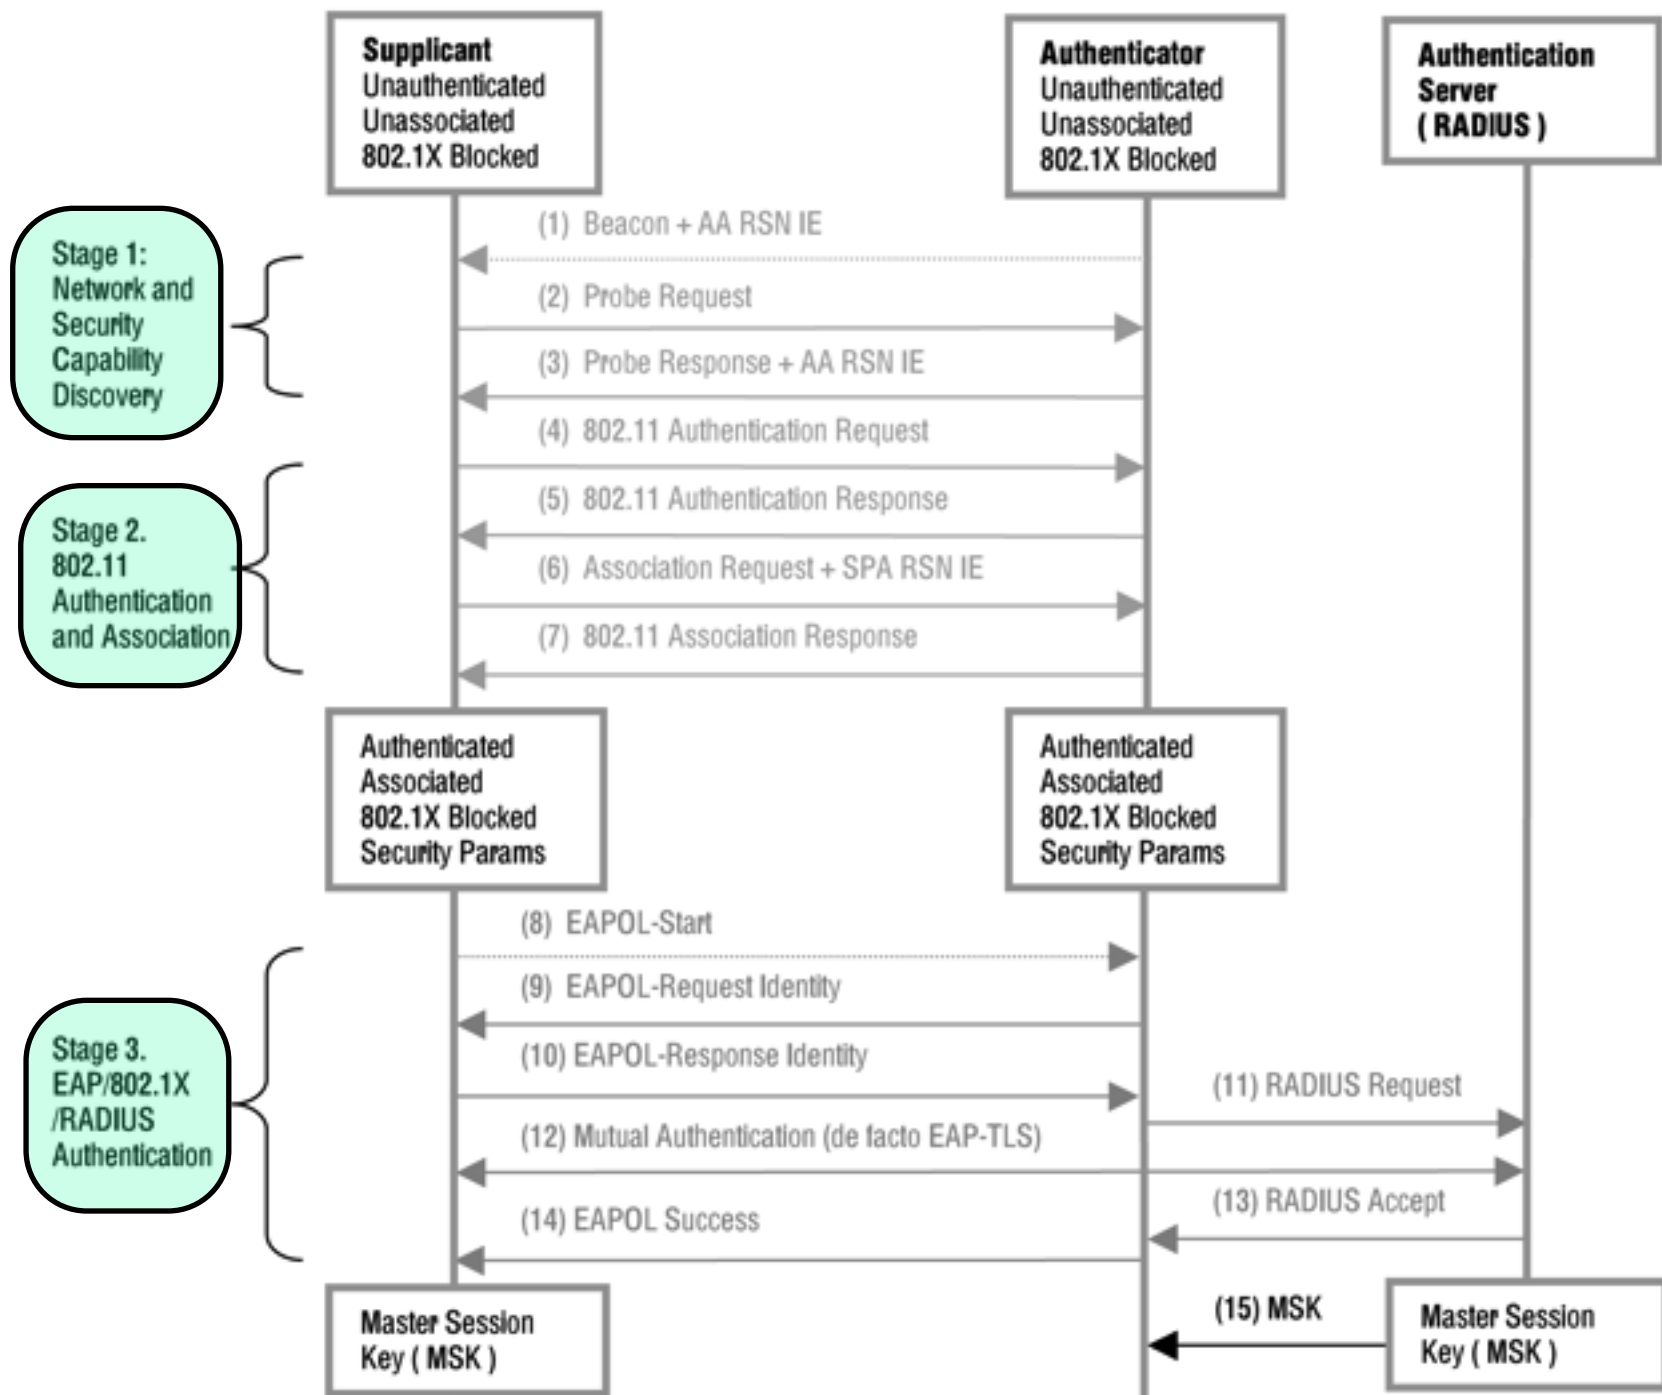 Supplicant
Unauthenticated
Unassociated
802.1X Blocked
Authenticator
Unauthenticated
Unassociated
802.1X Blocked
Authentication
Server
( RADIUS )
Stage 1:
Network and
Security
Capability
Discovery
(1) Beacon + AA RSN IE
(2) Probe Request
(3) Probe Response + AA RSN IE
Stage 2.
802.11
Authentication
and Association
(4) 802.11 Authentication Request
(5) 802.11 Authentication Response
(6) Association Request + SPA RSN IE
(7) 802.11 Association Response
Authenticated
Associated
802.1X Blocked
Security Params
Authenticated
Associated
802.1X Blocked
Security Params
Stage 3.
EAP/802.1X
/RADIUS
Authentication
(8) EAPOL-Start
(9) EAPOL-Request Identity
(10) EAPOL-Response Identity
(11) RADIUS Request
(12) Mutual Authentication (de facto EAP-TLS)
(13) RADIUS Accept
(14) EAPOL Success
Master Session
Key ( MSK )
(15) MSK
Master Session
Key ( MSK )